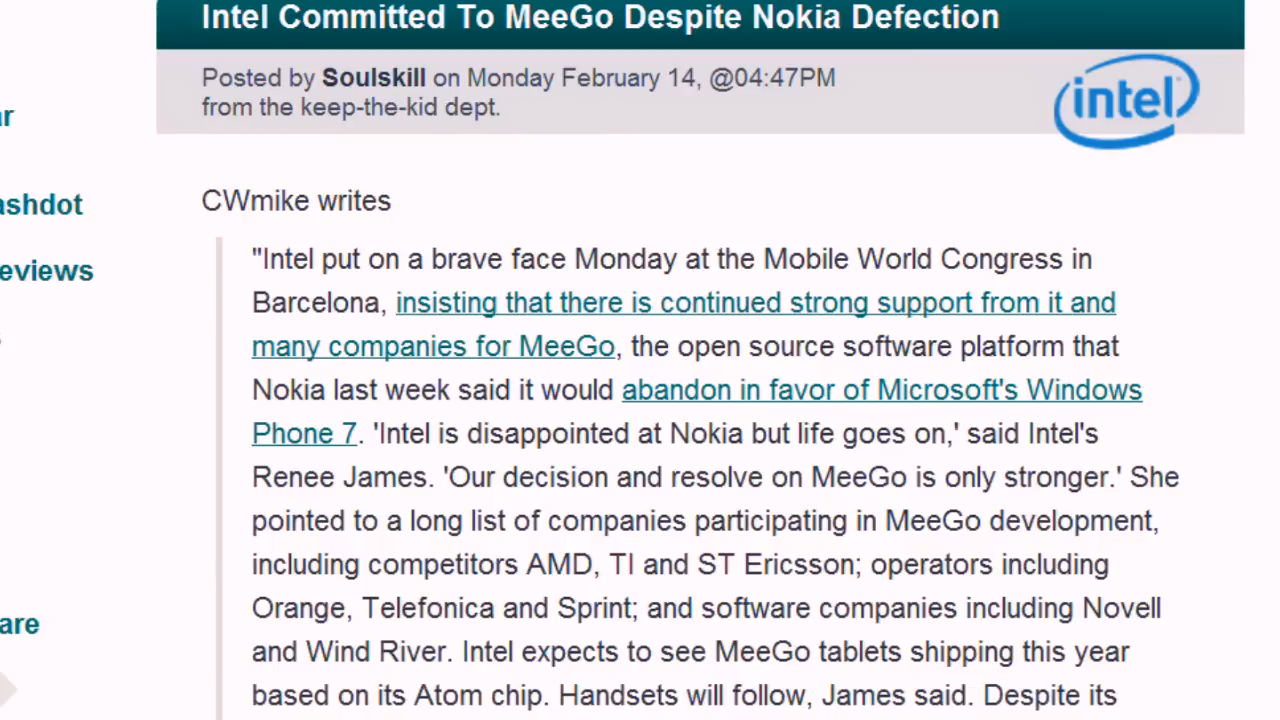 Intel Committed To MeeGo Despite Nokia Defection
Posted by Soulskill on Monday February 14, @04:47PM
from the keep-the-kid dept.
intel
ar
ashdot
eviews
are
CWmike writes
"Intel put on a brave face Monday at the Mobile World Congress in
Barcelona, insisting that there is continued strong support from it and
many companies for MeeGo, the open source software platform that
Nokia last week said it would abandon in favor of Microsoft's Windows
Phone 7. 'Intel is disappointed at Nokia but life goes on,' said Intel's
Renee James. 'Our decision and resolve on MeeGo is only stronger.' She
pointed to a long list of companies participating in MeeGo development,
including competitors AMD, TI and ST Ericsson; operators including
Orange, Telefonica and Sprint; and software companies including Novell
and Wind River. Intel expects to see MeeGo tablets shipping this year
based on its Atom chip. Handsets will follow, James said. Despite its